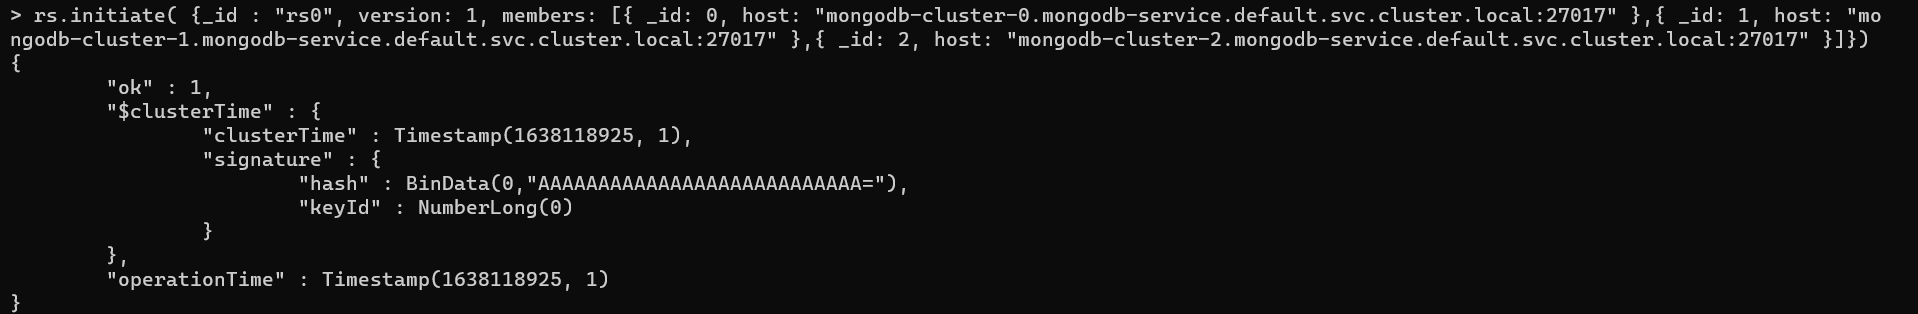 > rs.initiate( {_id : "rs0", version: 1, members: [{ _id: 0, host: "mongodb-cluster-0.mongodb-service.default.svc.cluster.local:27017" },{ _id: 1, host: "mo
ngodb-cluster-1.mongodb-service.default.svc.cluster.local:27017" },{ _id: 2, host: "mongodb-cluster-2.mongodb-service.default.svc.cluster.local:27017" }]})
{
        "ok" : 1,
        "$clusterTime" : {
                "clusterTime" : Timestamp(1638118925, 1),
                "signature" : {
                        "hash" : BinData(0,"AAAAAAAAAAAAAAAAAAAAAAAAAAA="),
                        "keyId" : NumberLong(0)
                }
        },
        "operationTime" : Timestamp(1638118925, 1)
}